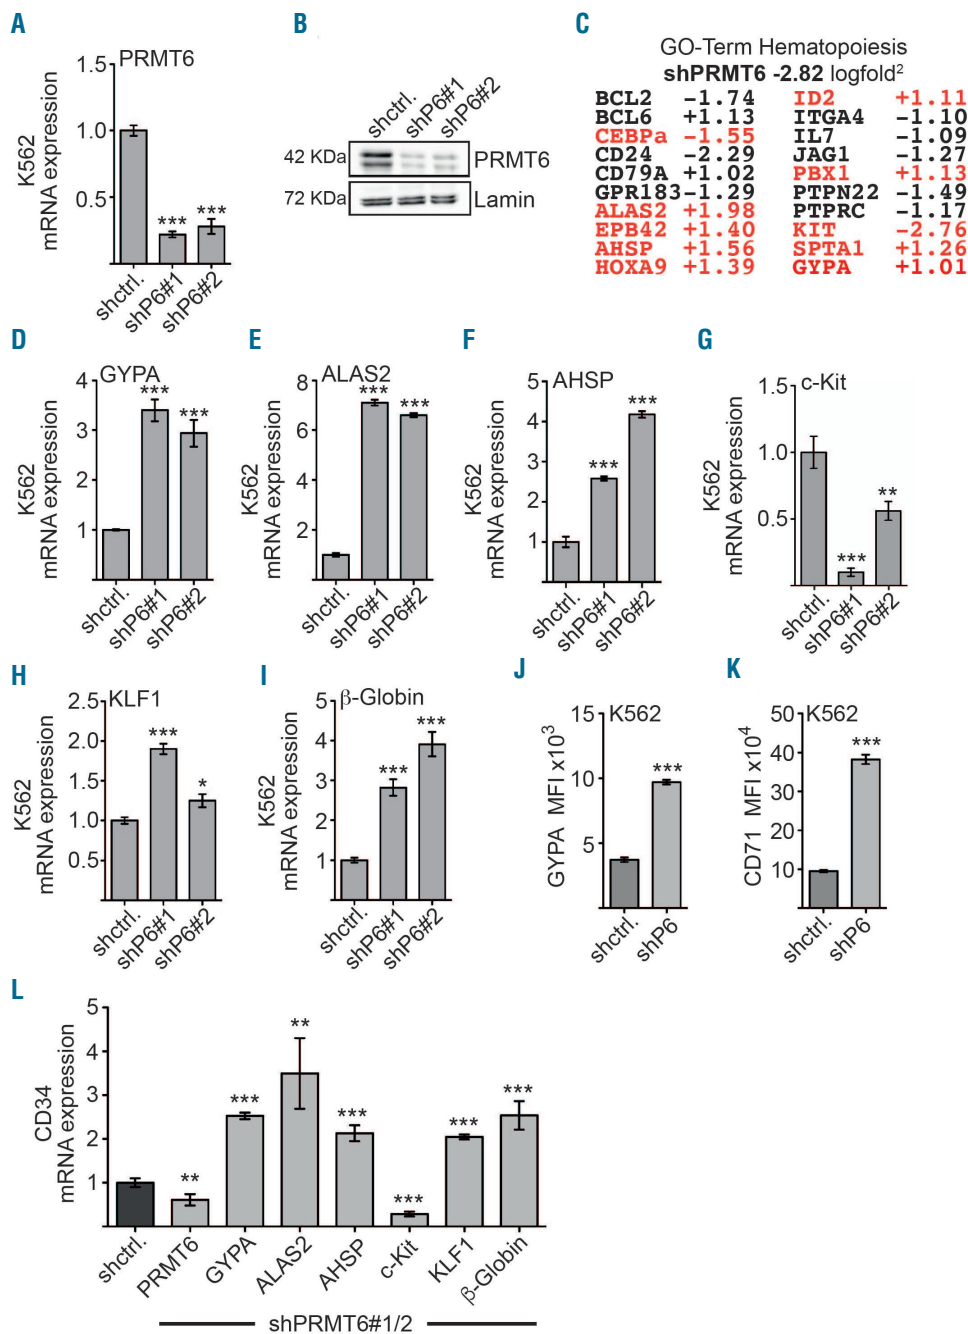 A
PRMT6
K562
mRNA expression
1.5
1.0
0.5
***
***
shctrl.
shP6#1
shP6#2
B
shctrl.
shP6#1
shP6#2
42 KDa
PRMT6
72 KDa
Lamin
C
GO-Term Hematopoiesis
shPRMT6 -2.82 logfold²
BCL2 -1.74 ID2 +1.11
BCL6 +1.13 ITGA4 -1.10
CEBPa -1.55 IL7 -1.09
CD24 -2.29 JAG1 -1.27
CD79A +1.02 PBX1 +1.13
GPR183 -1.29 PTPN22 -1.49
ALAS2 +1.98 PTPRC -1.17
EPB42 +1.40 KIT -2.76
AHSP +1.56 SPTA1 +1.26
HOXA9 +1.39 GYPA +1.01
D
GYPA
K562
mRNA expression
4
3
2
1
***
***
shctrl.
shP6#1
shP6#2
E
ALAS2
K562
mRNA expression
8
6
4
2
***
***
shctrl.
shP6#1
shP6#2
F
AHSP
K562
mRNA expression
5
4
3
2
1
***
***
shctrl.
shP6#1
shP6#2
G
c-Kit
K562
mRNA expression
1.5
1.0
0.5
***
**
shctrl.
shP6#1
shP6#2
H
KLF1
K562
mRNA expression
2.5
2.0
1.5
1.0
0.5
***
*
shctrl.
shP6#1
shP6#2
I
β-Globin
K562
mRNA expression
5
4
3
2
1
***
***
shctrl.
shP6#1
shP6#2
J
K562
GYPA MFI x10³
15
10
5
***
shctrl.
shP6
K
K562
CD71 MFI x10⁴
50
40
30
20
10
***
shctrl.
shP6
L
CD34
mRNA expression
5
4
3
2
1
**
***
**
***
***
***
***
shctrl.
PRMT6
GYPA
ALAS2
AHSP
c-Kit
KLF1
β-Globin
shPRMT6#1/2